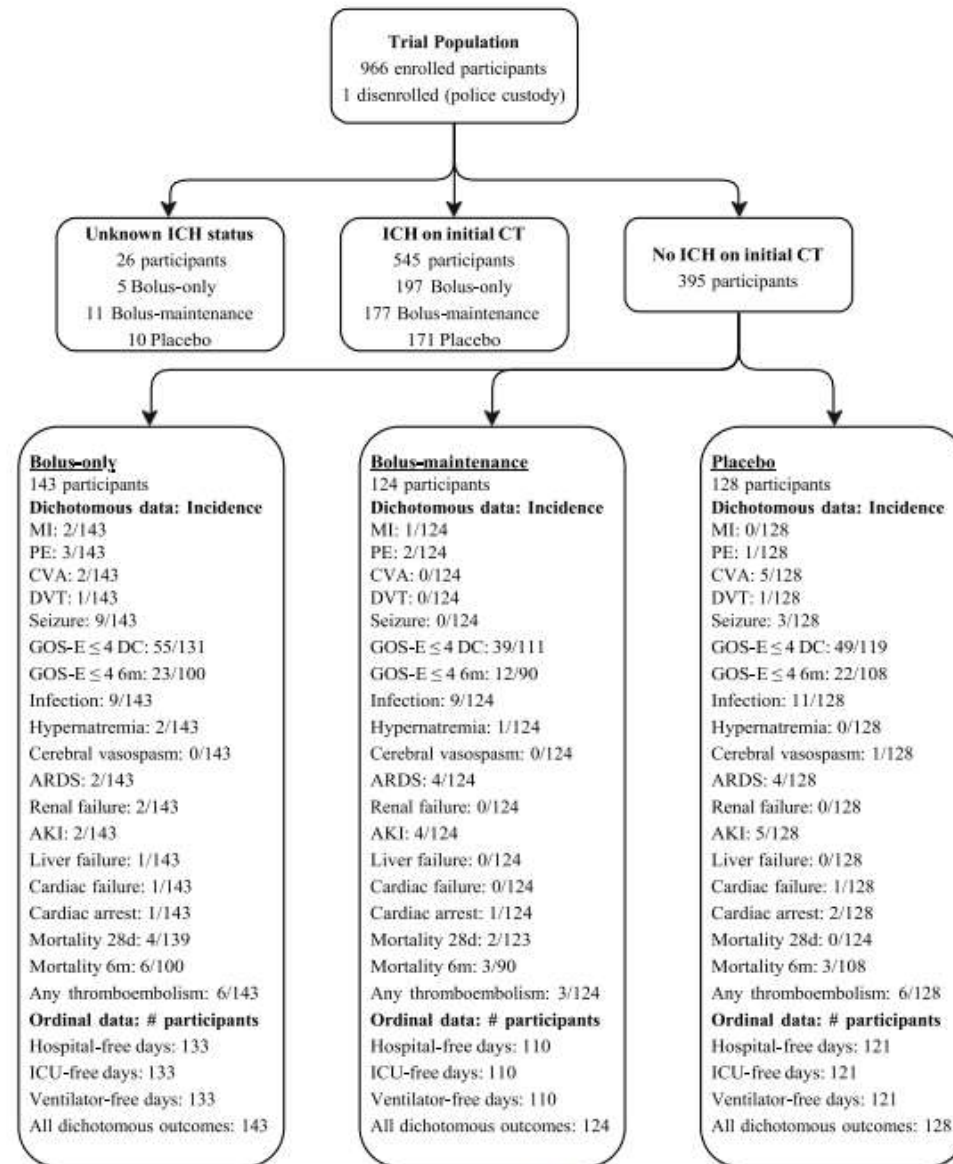 Trial Population
966 enrolled participants
1 disenrolled (police custody)
Unknown ICH status
26 participants
5 Bolus-only
11 Bolus-maintenance
10 Placebo
ICH on initial CT
545 participants
197 Bolus-only
177 Bolus-maintenance
171 Placebo
No ICH on initial CT
395 participants
Bolus-only
143 participants
Dichotomous data: Incidence
MI: 2/143
PE: 3/143
CVA: 2/143
DVT: 1/143
Seizure: 9/143
GOS-E ≤ 4 DC: 55/131
GOS-E ≤ 4 6m: 23/100
Infection: 9/143
Hypernatremia: 2/143
Cerebral vasospasm: 0/143
ARDS: 2/143
Renal failure: 2/143
AKI: 2/143
Liver failure: 1/143
Cardiac failure: 1/143
Cardiac arrest: 1/143
Mortality 28d: 4/139
Mortality 6m: 6/100
Any thromboembolism: 6/143
Ordinal data: # participants
Hospital-free days: 133
ICU-free days: 133
Ventilator-free days: 133
All dichotomous outcomes: 143
Bolus-maintenance
124 participants
Dichotomous data: Incidence
MI: 1/124
PE: 2/124
CVA: 0/124
DVT: 0/124
Seizure: 0/124
GOS-E ≤ 4 DC: 39/111
GOS-E ≤ 4 6m: 12/90
Infection: 9/124
Hypernatremia: 1/124
Cerebral vasospasm: 0/124
ARDS: 4/124
Renal failure: 0/124
AKI: 4/124
Liver failure: 0/124
Cardiac failure: 0/124
Cardiac arrest: 1/124
Mortality 28d: 2/123
Mortality 6m: 3/90
Any thromboembolism: 3/124
Ordinal data: # participants
Hospital-free days: 110
ICU-free days: 110
Ventilator-free days: 110
All dichotomous outcomes: 124
Placebo
128 participants
Dichotomous data: Incidence
MI: 0/128
PE: 1/128
CVA: 5/128
DVT: 1/128
Seizure: 3/128
GOS-E ≤ 4 DC: 49/119
GOS-E ≤ 4 6m: 22/108
Infection: 11/128
Hypernatremia: 0/128
Cerebral vasospasm: 1/128
ARDS: 4/128
Renal failure: 0/128
AKI: 5/128
Liver failure: 0/128
Cardiac failure: 1/128
Cardiac arrest: 2/128
Mortality 28d: 0/124
Mortality 6m: 3/108
Any thromboembolism: 6/128
Ordinal data: # participants
Hospital-free days: 121
ICU-free days: 121
Ventilator-free days: 121
All dichotomous outcomes: 128